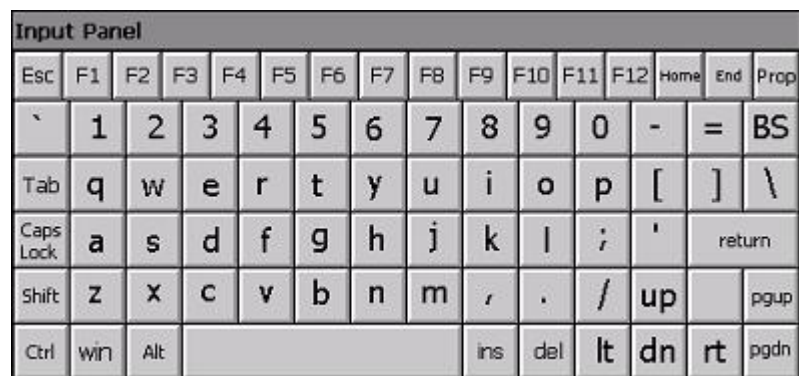 Input Panel
Esc F1 F2 F3 F4 F5 F6 F7 F8 F9 F10 F11 F12 Home End Prop
` 1 2 3 4 5 6 7 8 9 0 - = BS
Tab q w e r t y u i o p [ ] \
Caps Lock a s d f g h j k l ; ' return
Shift z x c v b n m , . / up pgup
Ctrl win Alt ins del lt dn rt pgdn